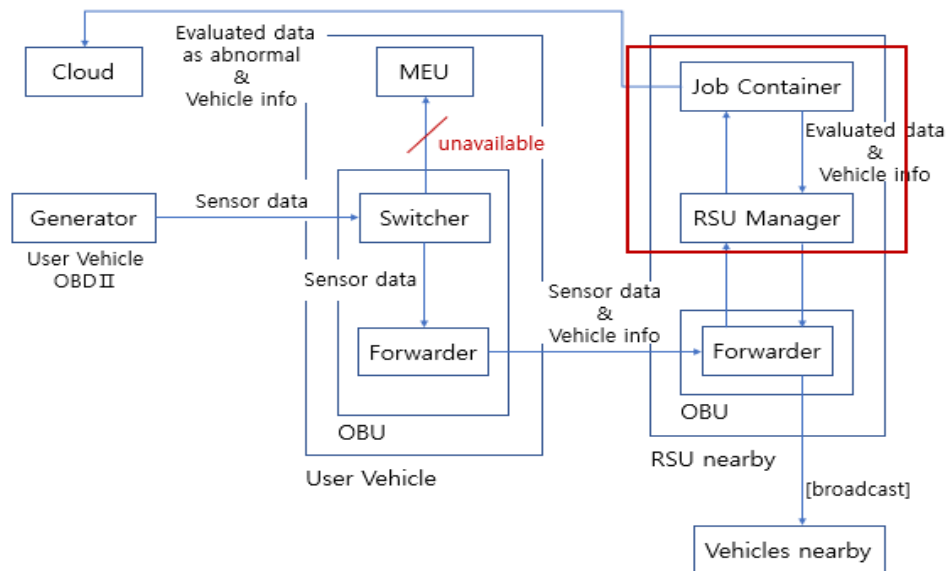 Cloud
Evaluated data
as abnormal
&
Vehicle info
MEU
unavailable
Job Container
Evaluated data
&
Vehicle info
Generator
User Vehicle
OBDⅡ
Sensor data
Switcher
RSU Manager
Sensor data
Sensor data
&
Vehicle info
Forwarder
Forwarder
OBU
OBU
User Vehicle
RSU nearby
[broadcast]
Vehicles nearby